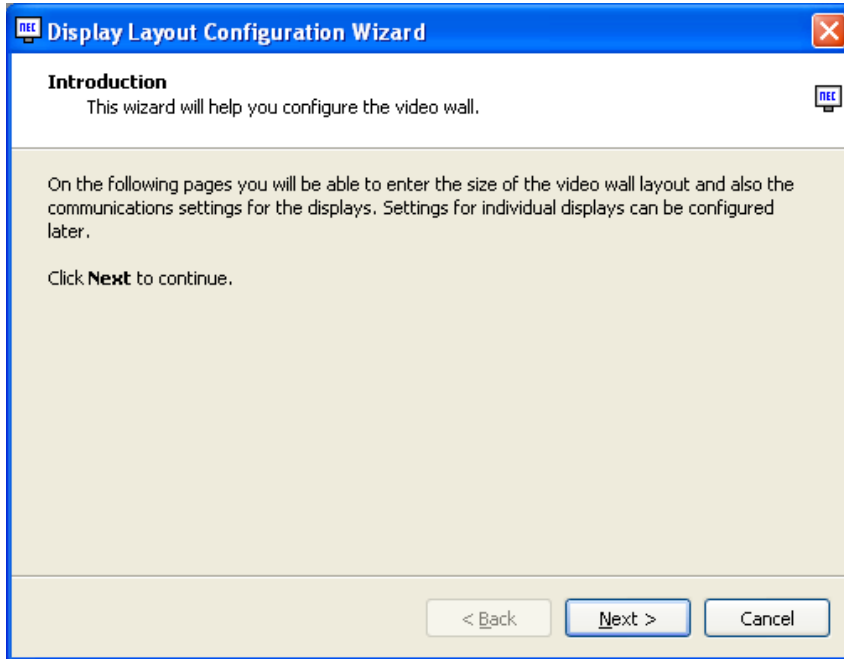 NEC Display Layout Configuration Wizard
Introduction
This wizard will help you configure the video wall.
NEC
On the following pages you will be able to enter the size of the video wall layout and also the
communications settings for the displays. Settings for individual displays can be configured
later.
Click Next to continue.
< Back Next > Cancel